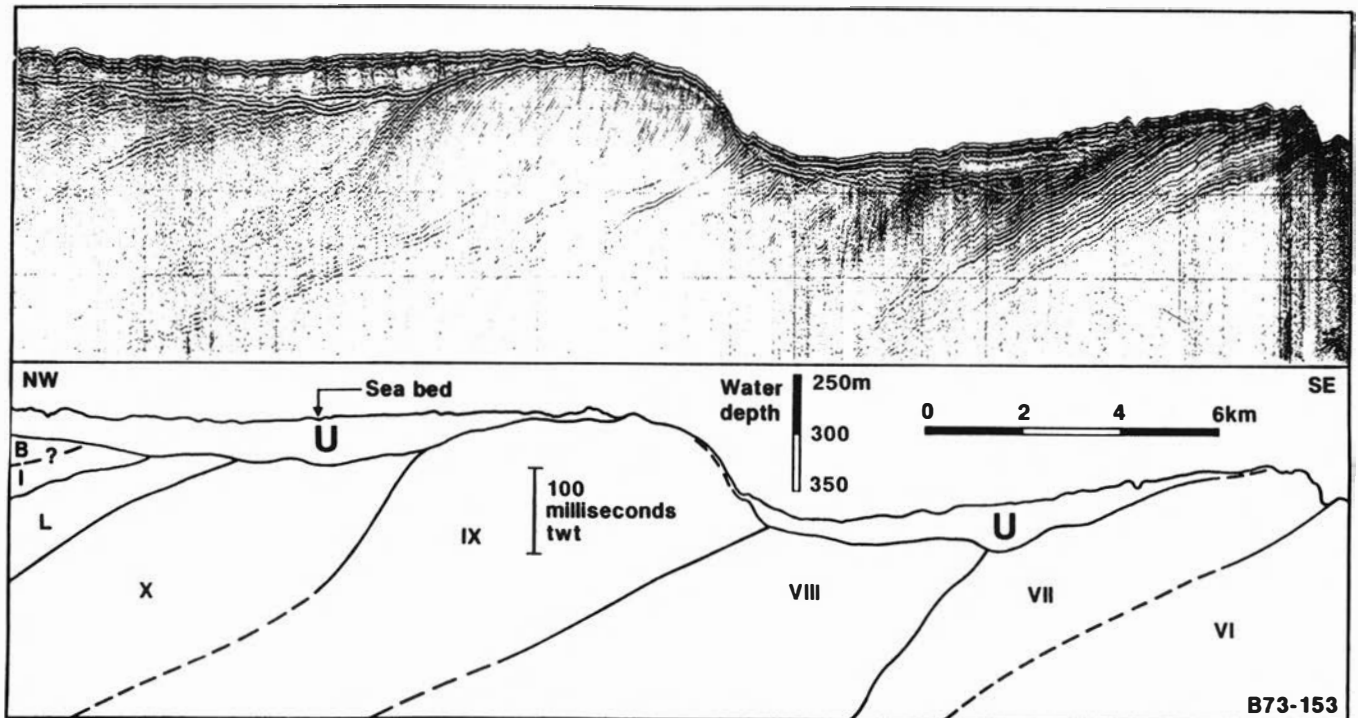 NW
Sea bed
Water depth
250m
300
350
0 2 4 6km
SE
U
B
?
I
L
100
milliseconds
twt
IX
X
U
VIII
VII
VI
B73-153